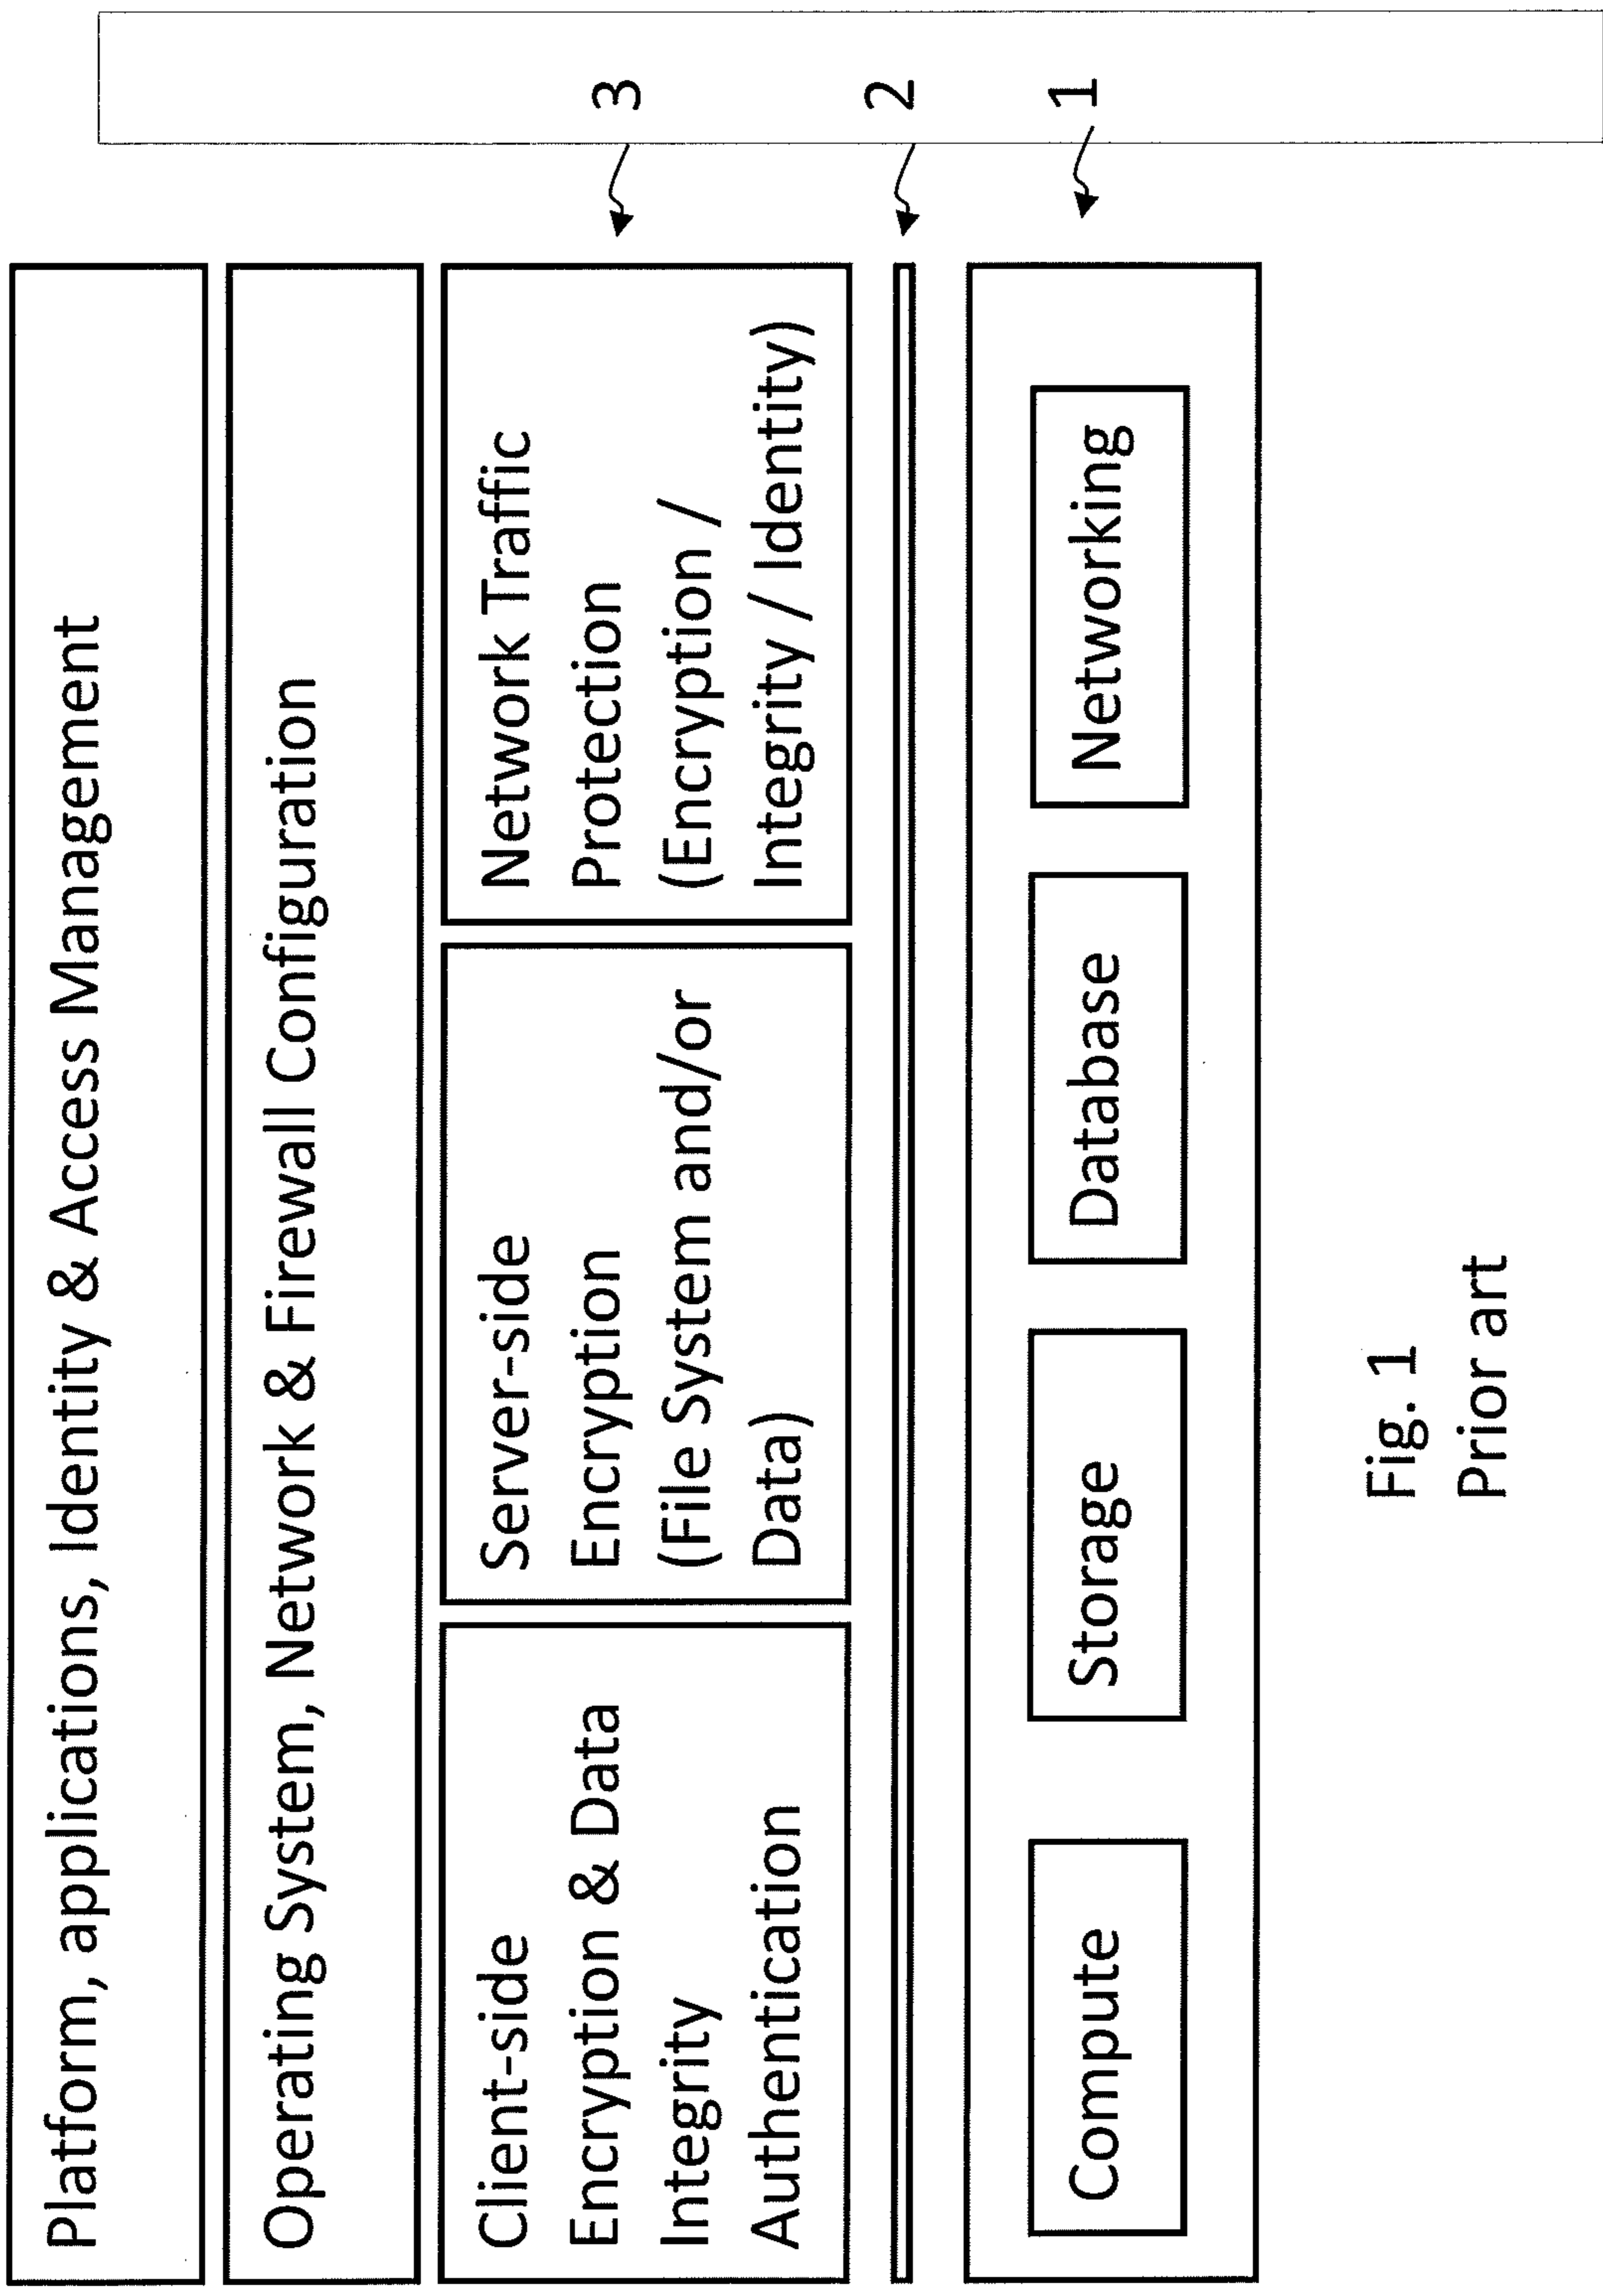 Platform, applications, Identity & Access Management
Operating System, Network & Firewall Configuration
Client-side
Encryption & Data
Integrity
Authentication
Server-side
Encryption
(File System and/or
Data)
Network Traffic
Protection
(Encryption /
Integrity / Identity)
3
2
Compute
Storage
Database
Networking
1
Fig. 1
Prior art